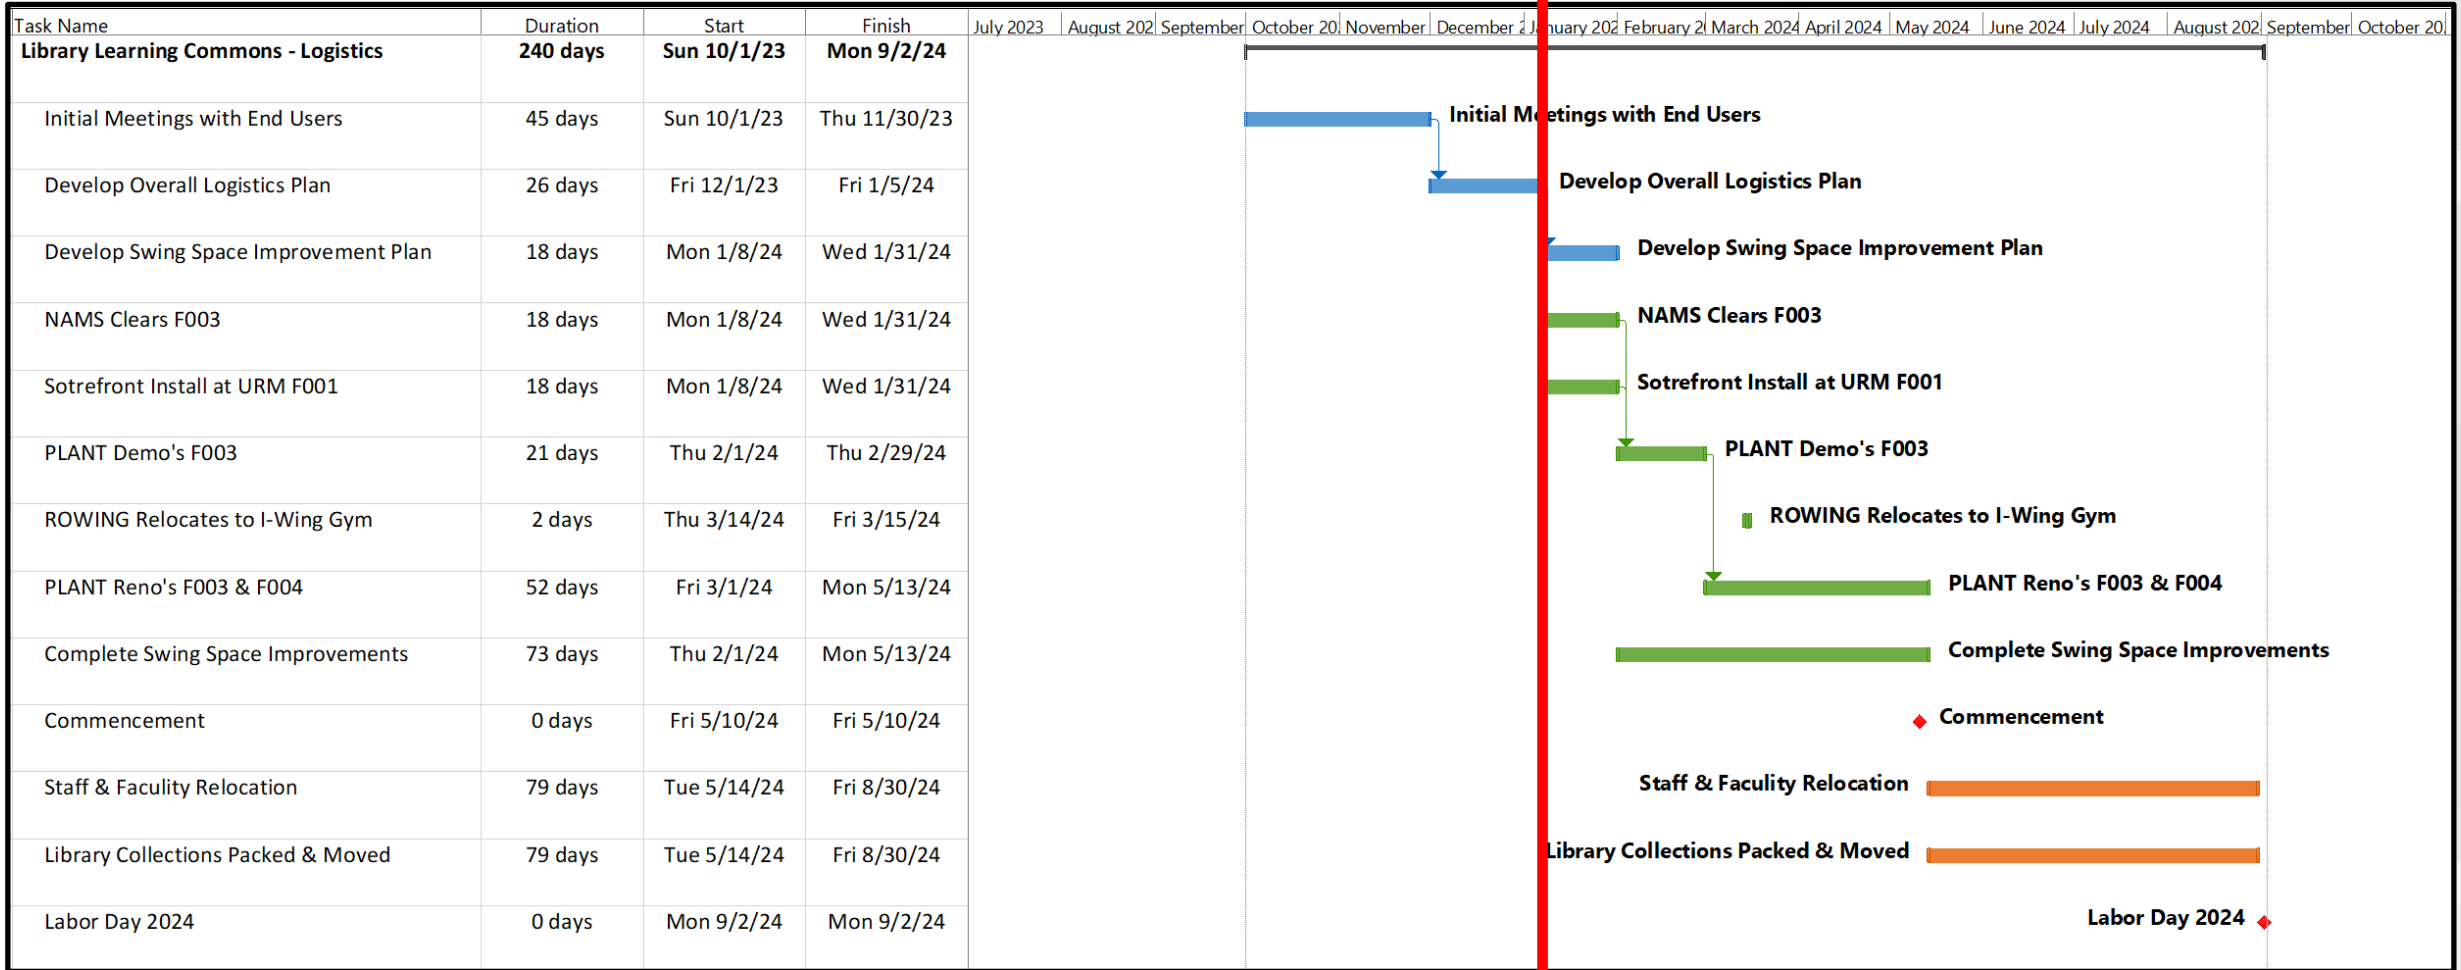 Task Name Duration Start Finish July 2023 August 202 September October 20 November December 2 January 202 February 2 March 2024 April 2024 May 2024 June 2024 July 2024 August 202 September October 20
Library Learning Commons - Logistics 240 days Sun 10/1/23 Mon 9/2/24
Initial Meetings with End Users 45 days Sun 10/1/23 Thu 11/30/23 Initial Meetings with End Users
Develop Overall Logistics Plan 26 days Fri 12/1/23 Fri 1/5/24 Develop Overall Logistics Plan
Develop Swing Space Improvement Plan 18 days Mon 1/8/24 Wed 1/31/24 Develop Swing Space Improvement Plan
NAMS Clears F003 18 days Mon 1/8/24 Wed 1/31/24 NAMS Clears F003
Sotrefront Install at URM F001 18 days Mon 1/8/24 Wed 1/31/24 Sotrefront Install at URM F001
PLANT Demo's F003 21 days Thu 2/1/24 Thu 2/29/24 PLANT Demo's F003
ROWING Relocates to I-Wing Gym 2 days Thu 3/14/24 Fri 3/15/24 ROWING Relocates to I-Wing Gym
PLANT Reno's F003 & F004 52 days Fri 3/1/24 Mon 5/13/24 PLANT Reno's F003 & F004
Complete Swing Space Improvements 73 days Thu 2/1/24 Mon 5/13/24 Complete Swing Space Improvements
Commencement 0 days Fri 5/10/24 Fri 5/10/24 Commencement
Staff & Faculity Relocation 79 days Tue 5/14/24 Fri 8/30/24 Staff & Faculity Relocation
Library Collections Packed & Moved 79 days Tue 5/14/24 Fri 8/30/24 Library Collections Packed & Moved
Labor Day 2024 0 days Mon 9/2/24 Mon 9/2/24 Labor Day 2024